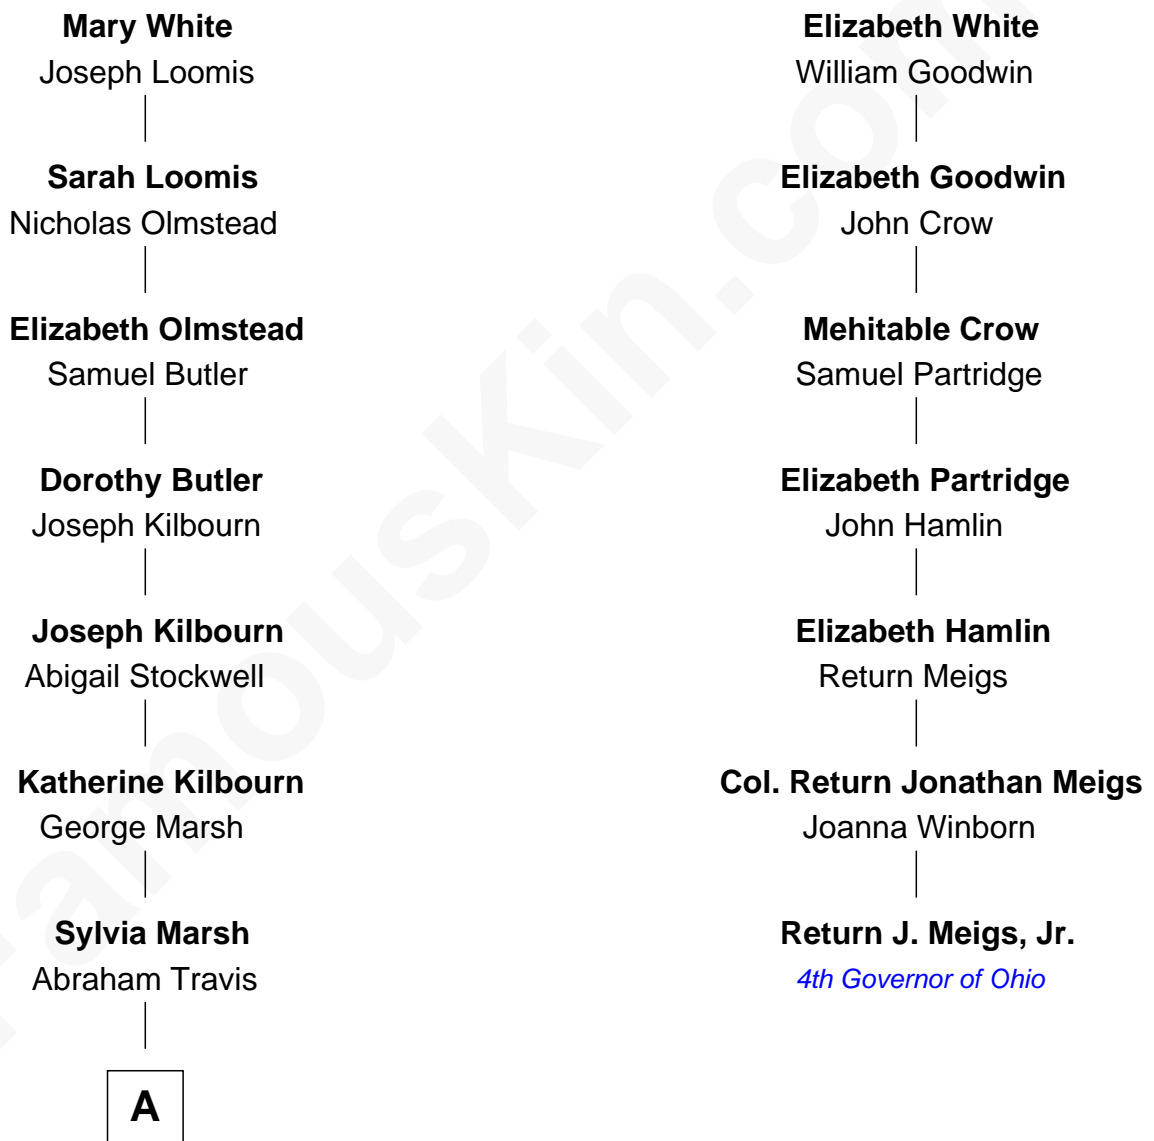 Mary White
Joseph Loomis
Sarah Loomis
Nicholas Olmstead
Elizabeth Olmstead
Samuel Butler
Dorothy Butler
Joseph Kilbourn
Joseph Kilbourn
Abigail Stockwell
Katherine Kilbourn
George Marsh
Sylvia Marsh
Abraham Travis
A
Elizabeth White
William Goodwin
Elizabeth Goodwin
John Crow
Mehitable Crow
Samuel Partridge
Elizabeth Partridge
John Hamlin
Elizabeth Hamlin
Return Meigs
Col. Return Jonathan Meigs
Joanna Winborn
Return J. Meigs, Jr.
4th Governor of Ohio
FamousKin.com